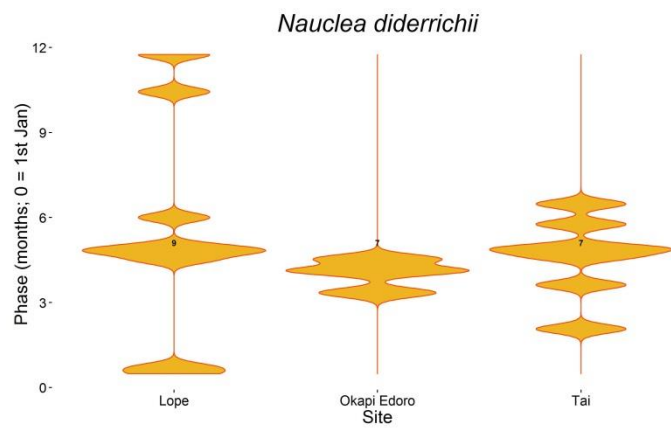 Nauclea diderrichii
Phase (months; 0 = 1st Jan)
12
9
6
3
0
9
7
7
Lope
Okapi Edoro
Tai
Site